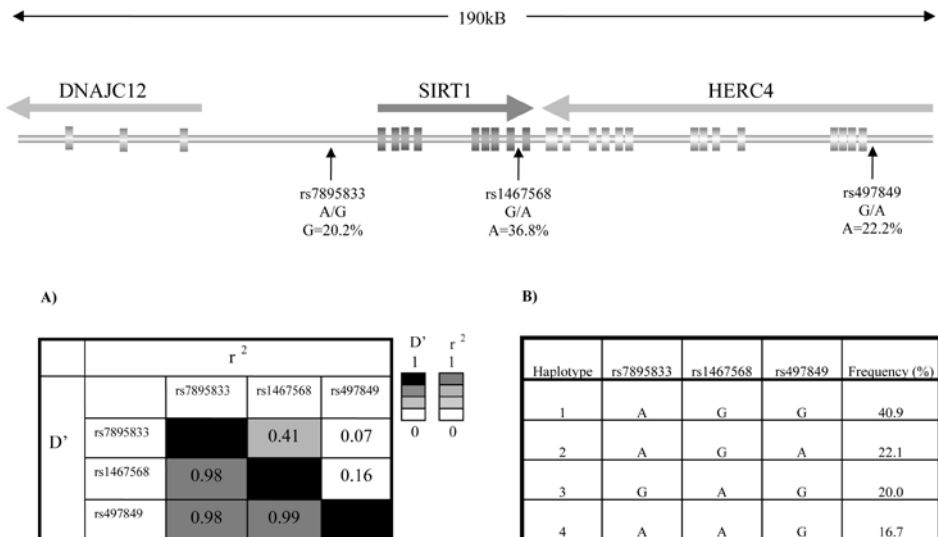 190kB
DNAJC12 SIRT1 HERC4
rs7895833 rs1467568 rs497849
A/G G/A G/A
G=20.2% A=36.8% A=22.2%
A) B)
r 2
D’ r 2
1 1
0 0
rs7895833 rs1467568 rs497849
D’
rs7895833 0.41 0.07
rs1467568 0.98 0.16
rs497849 0.98 0.99
Haplotype rs7895833 rs1467568 rs497849 Frequency (%)
1 A G G 40.9
2 A G A 22.1
3 G A G 20.0
4 A A G 16.7